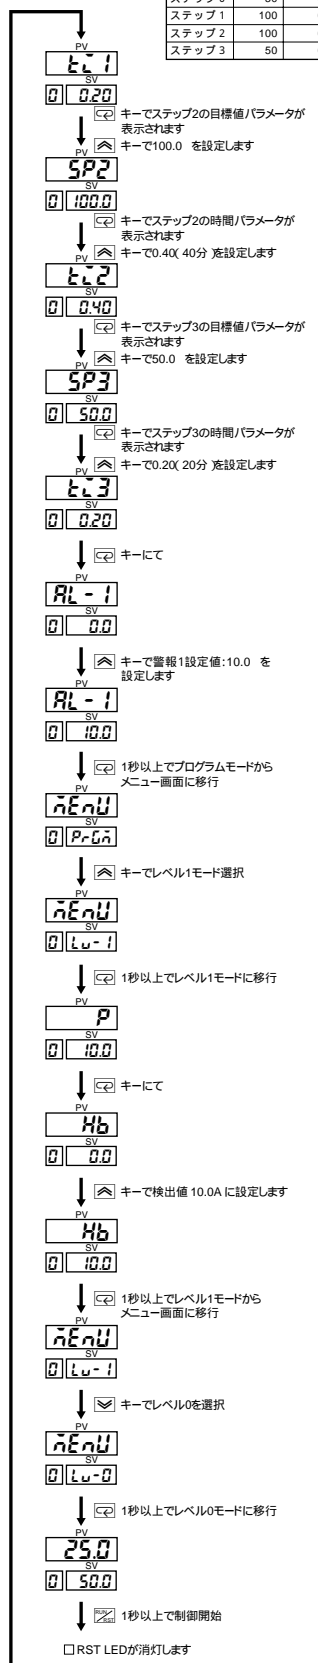 ステップ 1 100
ステップ 2 100
ステップ 3 50
PV
ti 1
SV
0 0.20
キーでステップ2の目標値パラメータが
表示されます
キーで100.0 を設定します
PV
SP2
SV
0 100.0
キーでステップ2の時間パラメータが
表示されます
キーで0.40( 40分 )を設定します
PV
ti 2
SV
0 0.40
キーでステップ3の目標値パラメータが
表示されます
キーで50.0 を設定します
PV
SP3
SV
0 50.0
キーでステップ3の時間パラメータが
表示されます
キーで0.20( 20分 )を設定します
PV
ti 3
SV
0 0.20
キーにて
PV
AL - 1
SV
0 0.0
キーで警報1設定値:10.0 を
設定します
PV
AL - 1
SV
0 10.0
1秒以上でプログラムモードから
メニュー画面に移行
PV
mEnU
SV
0 PrGm
キーでレベル1モード選択
PV
mEnU
SV
0 Lv- 1
1秒以上でレベル1モードに移行
PV
P
SV
0 10.0
キーにて
PV
Hb
SV
0 0.0
キーで検出値 10.0A に設定します
PV
Hb
SV
0 10.0
1秒以上でレベル1モードから
メニュー画面に移行
PV
mEnU
SV
0 Lv- 1
キーでレベル0を選択
PV
mEnU
SV
0 Lv-0
1秒以上でレベル0モードに移行
PV
25.0
SV
0 50.0
RUN/RST 1秒以上で制御開始
□ RST LEDが消灯します